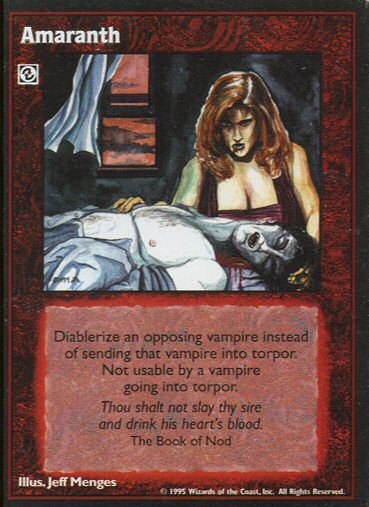 Amaranth
Diablerize an opposing vampire instead
of sending that vampire into torpor.
Not usable by a vampire
going into torpor.
Thou shalt not slay thy sire
and drink his heart's blood.
The Book of Nod
Illus. Jeff Menges
© 1995 Wizards of the Coast, Inc. All Rights Reserved.